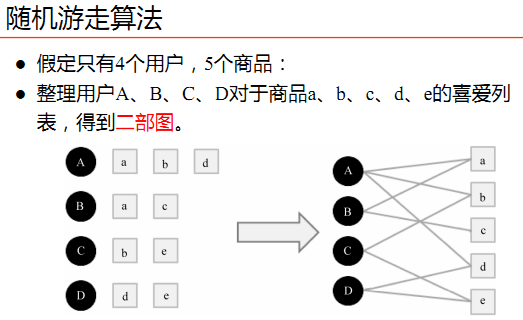 随机游走算法
● 假定只有4个用户，5个商品：
● 整理用户A、B、C、D对于商品a、b、c、d、e的喜爱列
表，得到二部图。
A a b d
B a c
C b e
D d e
A
B
C
D
a
b
c
d
e